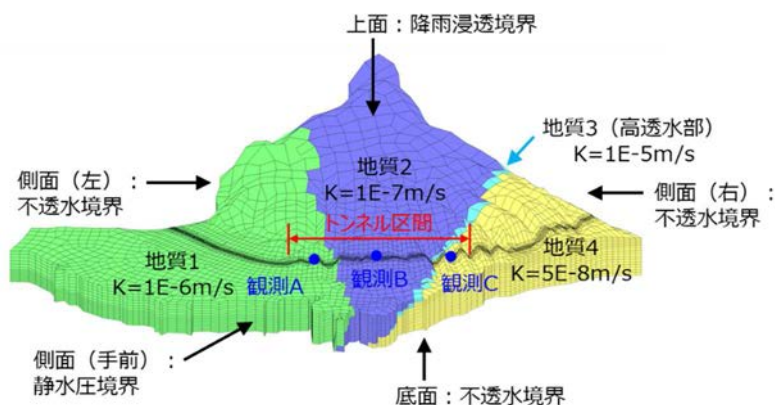 上面：降雨浸透境界
地質3（高透水部）
K=1E-5m/s
地質2
K=1E-7m/s
側面（左）：
不透水境界
側面（右）：
不透水境界
トンネル区間
地質1
K=1E-6m/s
観測A
観測B
観測C
地質4
K=5E-8m/s
側面（手前）：
静水圧境界
底面：不透水境界